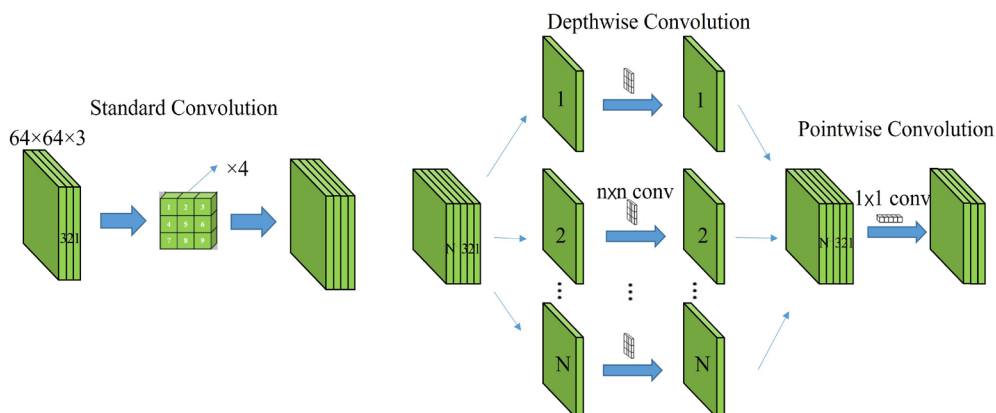 Depthwise Convolution
Standard Convolution
64×64×3
×4
321
1 2 3
4 5 6
7 8 9
N 321
1
1
nxn conv
2
2
N
N
Pointwise Convolution
1x1 conv
N 321